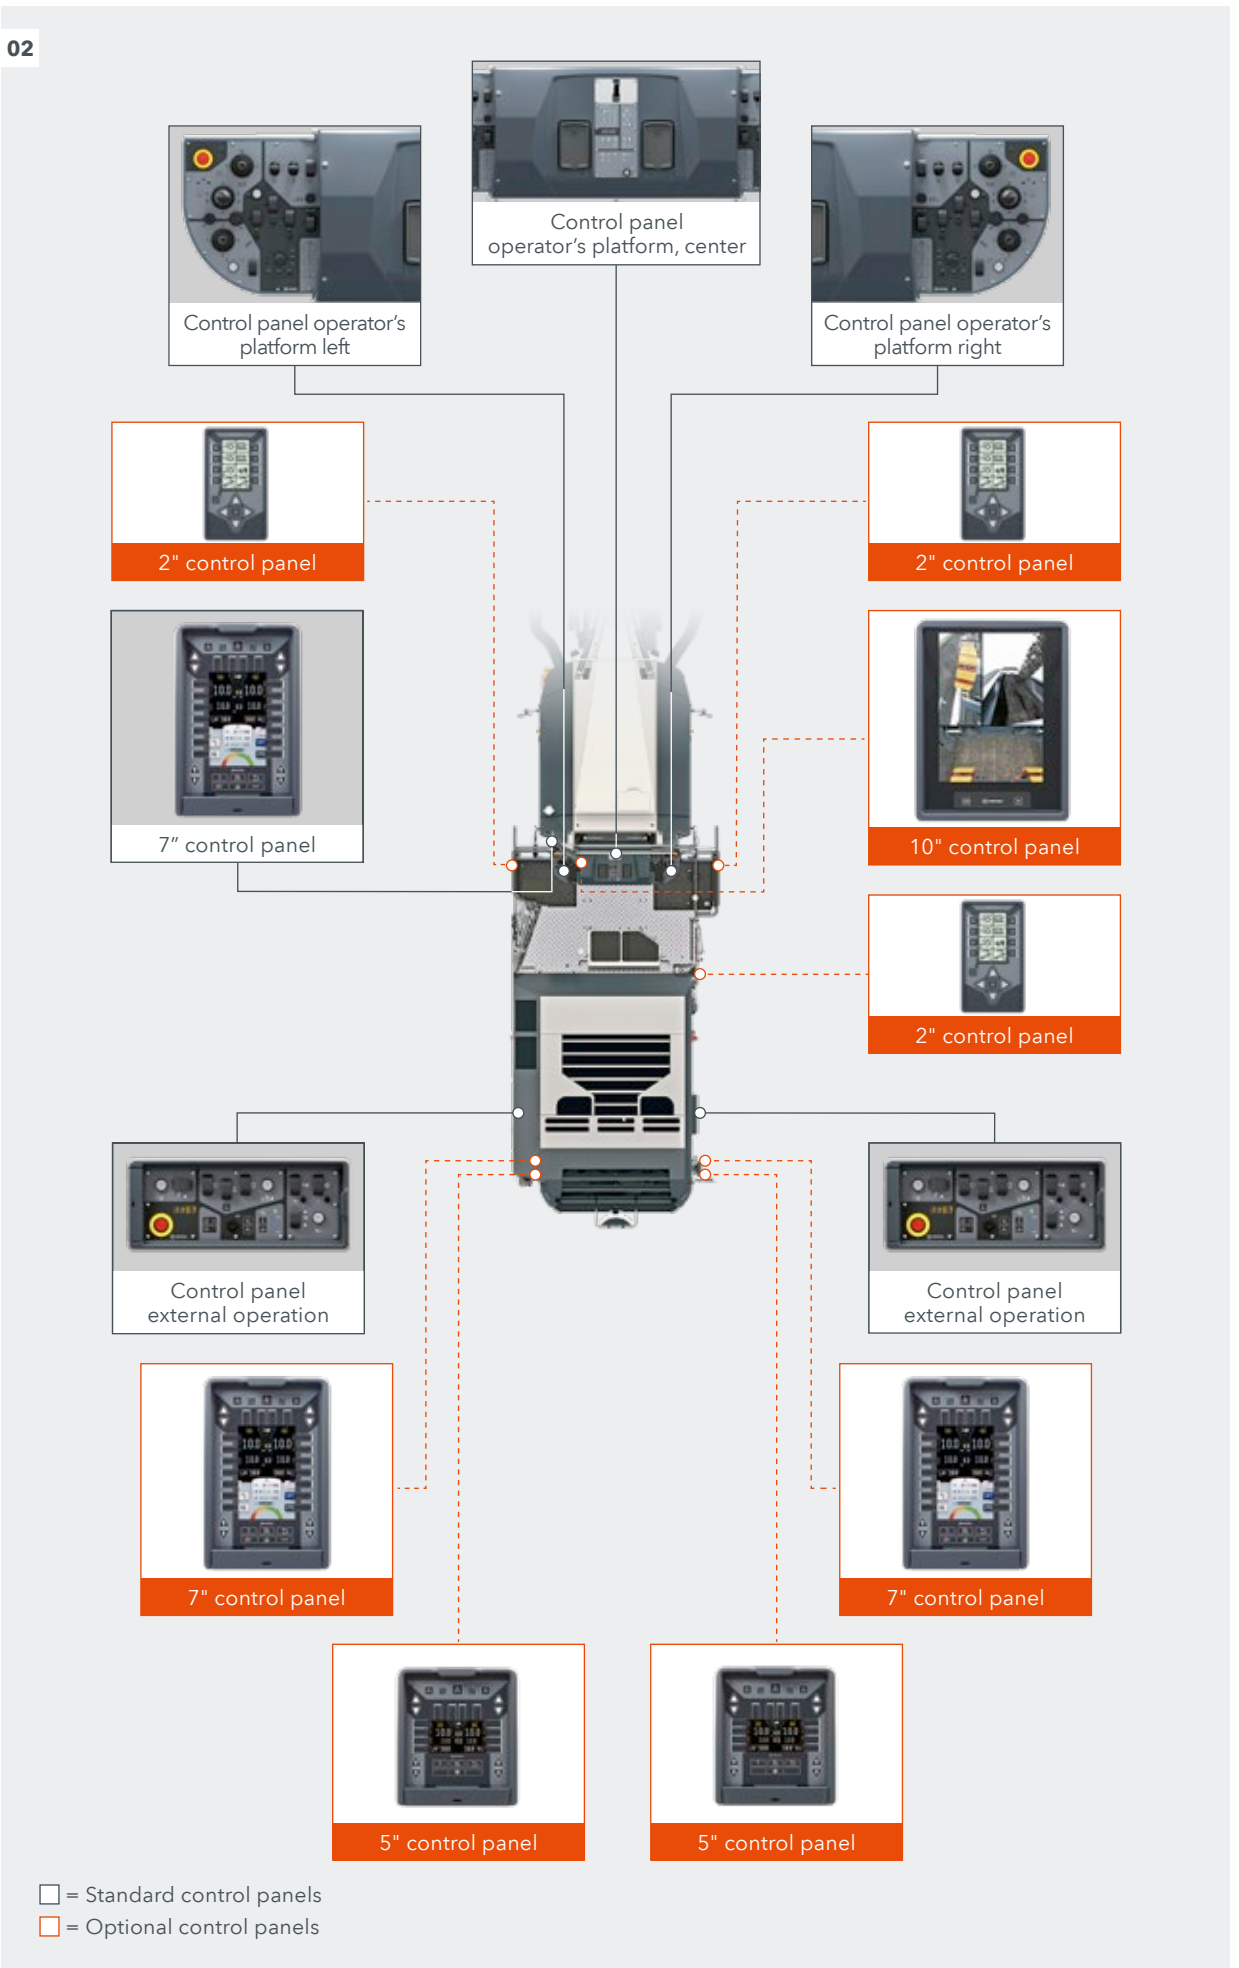 02
Control panel
operator's platform, center
Control panel operator's
platform left
Control panel operator's
platform right
2" control panel
2" control panel
7" control panel
10" control panel
2" control panel
Control panel
external operation
Control panel
external operation
7" control panel
7" control panel
5" control panel
5" control panel
= Standard control panels
= Optional control panels